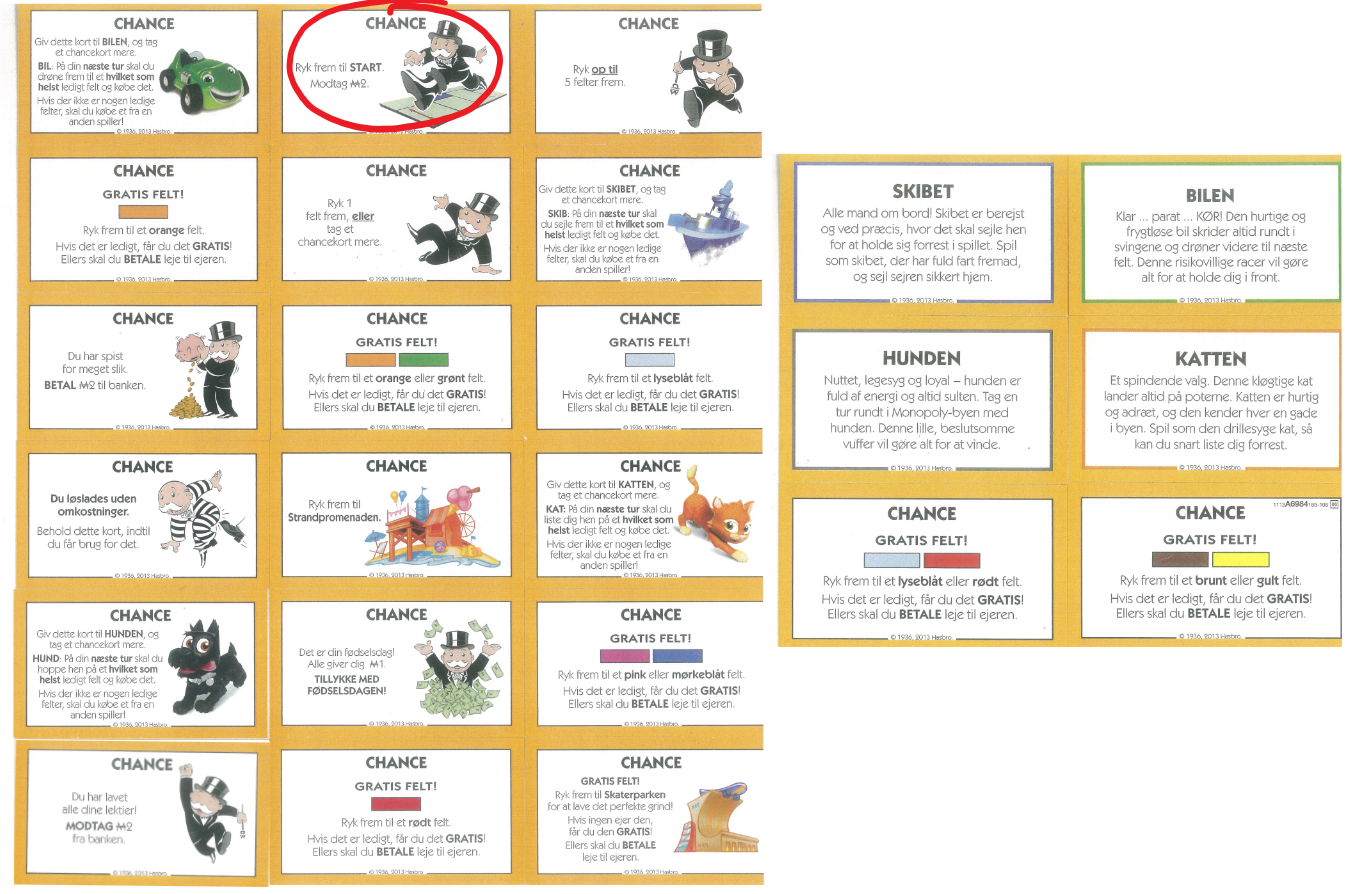 CHANCE
Giv dette kort til BILEN, og tag
et chancekort mere.
BIL: På din næste tur skal du
drøne frem til et hvilket som
helst ledigt felt og købe det.
Hvis der ikke er nogen ledige
felter, skal du købe et fra en
anden spiller!
© 1936, 2013 Hasbro.
CHANCE
Ryk frem til START.
Modtag M2.
© 1936, 2013 Hasbro.
CHANCE
Ryk op til
5 felter frem.
© 1936, 2013 Hasbro.
CHANCE
GRATIS FELT!
Ryk frem til et orange felt.
Hvis det er ledigt, får du det GRATIS!
Ellers skal du BETALE leje til ejeren.
© 1936, 2013 Hasbro.
CHANCE
Ryk 1
felt frem, eller
tag et
chancekort mere.
© 1936, 2013 Hasbro.
CHANCE
Giv dette kort til SKIBET, og tag
et chancekort mere.
SKIB: På din næste tur skal
du sejle frem til et hvilket som
helst ledigt felt og købe det.
Hvis der ikke er nogen ledige
felter, skal du købe et fra en
anden spiller!
© 1936, 2013 Hasbro.
CHANCE
Du har spist
for meget slik.
BETAL M2 til banken.
© 1936, 2013 Hasbro.
CHANCE
GRATIS FELT!
Ryk frem til et orange eller grønt felt.
Hvis det er ledigt, får du det GRATIS!
Ellers skal du BETALE leje til ejeren.
© 1936, 2013 Hasbro.
CHANCE
GRATIS FELT!
Ryk frem til et lyseblåt felt.
Hvis det er ledigt, får du det GRATIS!
Ellers skal du BETALE leje til ejeren.
© 1936, 2013 Hasbro.
CHANCE
Du løslades uden
omkostninger.
Behold dette kort, indtil
du får brug for det.
© 1936, 2013 Hasbro.
CHANCE
Ryk frem til
Strandpromenaden.
© 1936, 2013 Hasbro.
CHANCE
Giv dette kort til KATTEN, og
tag et chancekort mere.
KAT: På din næste tur skal du
liste dig hen på et hvilket som
helst ledigt felt og købe det.
Hvis der ikke er nogen ledige
felter, skal du købe et fra en
anden spiller!
© 1936, 2013 Hasbro.
CHANCE
Giv dette kort til HUNDEN, og
tag et chancekort mere.
HUND: På din næste tur skal du
hoppe hen på et hvilket som
helst ledigt felt og købe det.
Hvis der ikke er nogen ledige
felter, skal du købe et fra en
anden spiller!
© 1936, 2013 Hasbro.
CHANCE
Det er din fødselsdag!
Alle giver dig M1.
TILLYKKE MED
FØDSELSDAGEN!
© 1936, 2013 Hasbro.
CHANCE
GRATIS FELT!
Ryk frem til et pink eller mørkeblåt felt.
Hvis det er ledigt, får du det GRATIS!
Ellers skal du BETALE leje til ejeren.
© 1936, 2013 Hasbro.
CHANCE
Du har lavet
alle dine lektier!
MODTAG M2
fra banken.
© 1936, 2013 Hasbro.
CHANCE
GRATIS FELT!
Ryk frem til et rødt felt.
Hvis det er ledigt, får du det GRATIS!
Ellers skal du BETALE leje til ejeren.
© 1936, 2013 Hasbro.
CHANCE
GRATIS FELT!
Ryk frem til Skaterparken
for at lave det perfekte grind!
Hvis ingen ejer den,
får du den GRATIS!
Ellers skal du BETALE
leje til ejeren.
© 1936, 2013 Hasbro.
SKIBET
Alle mand om bord! Skibet er berejst
og ved præcis, hvor det skal sejle hen
for at holde sig forrest i spillet. Spil
som skibet, der har fuld fart fremad,
og sejl sejren sikkert hjem.
© 1936, 2013 Hasbro.
BILEN
Klar ... parat ... KØR! Den hurtige og
frygtløse bil skrider altid rundt i
svingene og drøner videre til næste
felt. Denne risikovillige racer vil gøre
alt for at holde dig i front.
© 1936, 2013 Hasbro.
HUNDEN
Nuttet, legesyg og loyal – hunden er
fuld af energi og altid sulten. Tag en
tur rundt i Monopoly-byen med
hunden. Denne lille, beslutsomme
vuffer vil gøre alt for at vinde.
© 1936, 2013 Hasbro.
KATTEN
Et spindende valg. Denne kløgtige kat
lander altid på poterne. Katten er hurtig
og adræt, og den kender hver en gade
i byen. Spil som den drillesyge kat, så
kan du snart liste dig forrest.
© 1936, 2013 Hasbro.
CHANCE
GRATIS FELT!
Ryk frem til et lyseblåt eller rødt felt.
Hvis det er ledigt, får du det GRATIS!
Ellers skal du BETALE leje til ejeren.
© 1936, 2013 Hasbro.
A6984
CHANCE
GRATIS FELT!
Ryk frem til et brunt eller gult felt.
Hvis det er ledigt, får du det GRATIS!
Ellers skal du BETALE leje til ejeren.
© 1936, 2013 Hasbro.